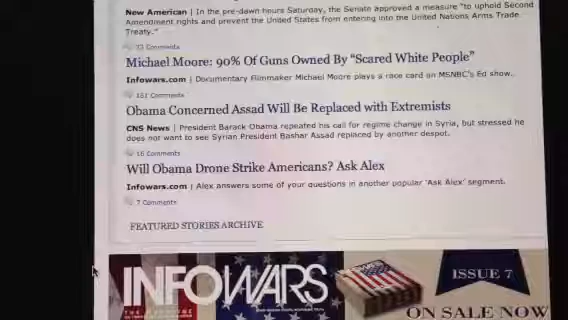 New American | In the pre-dawn hours Saturday, the Senate approved a measure "to uphold Second
Amendment rights and prevent the United States from entering into the United Nations Arms Trade
Treaty."
33 Comments
Michael Moore: 90% Of Guns Owned By "Scared White People"
Infowars.com | Documentary filmmaker Michael Moore plays a race card on MSNBC's Ed show.
151 Comments
Obama Concerned Assad Will Be Replaced with Extremists
CNS News | President Barack Obama repeated his call for regime change in Syria, but stressed he
does not want to see Syrian President Bashar Assad replaced by another despot.
16 Comments
Will Obama Drone Strike Americans? Ask Alex
Infowars.com | Alex answers some of your questions in another popular 'Ask Alex' segment.
7 Comments
FEATURED STORIES ARCHIVE
INFOWARS
ISSUE 7
ON SALE NOW